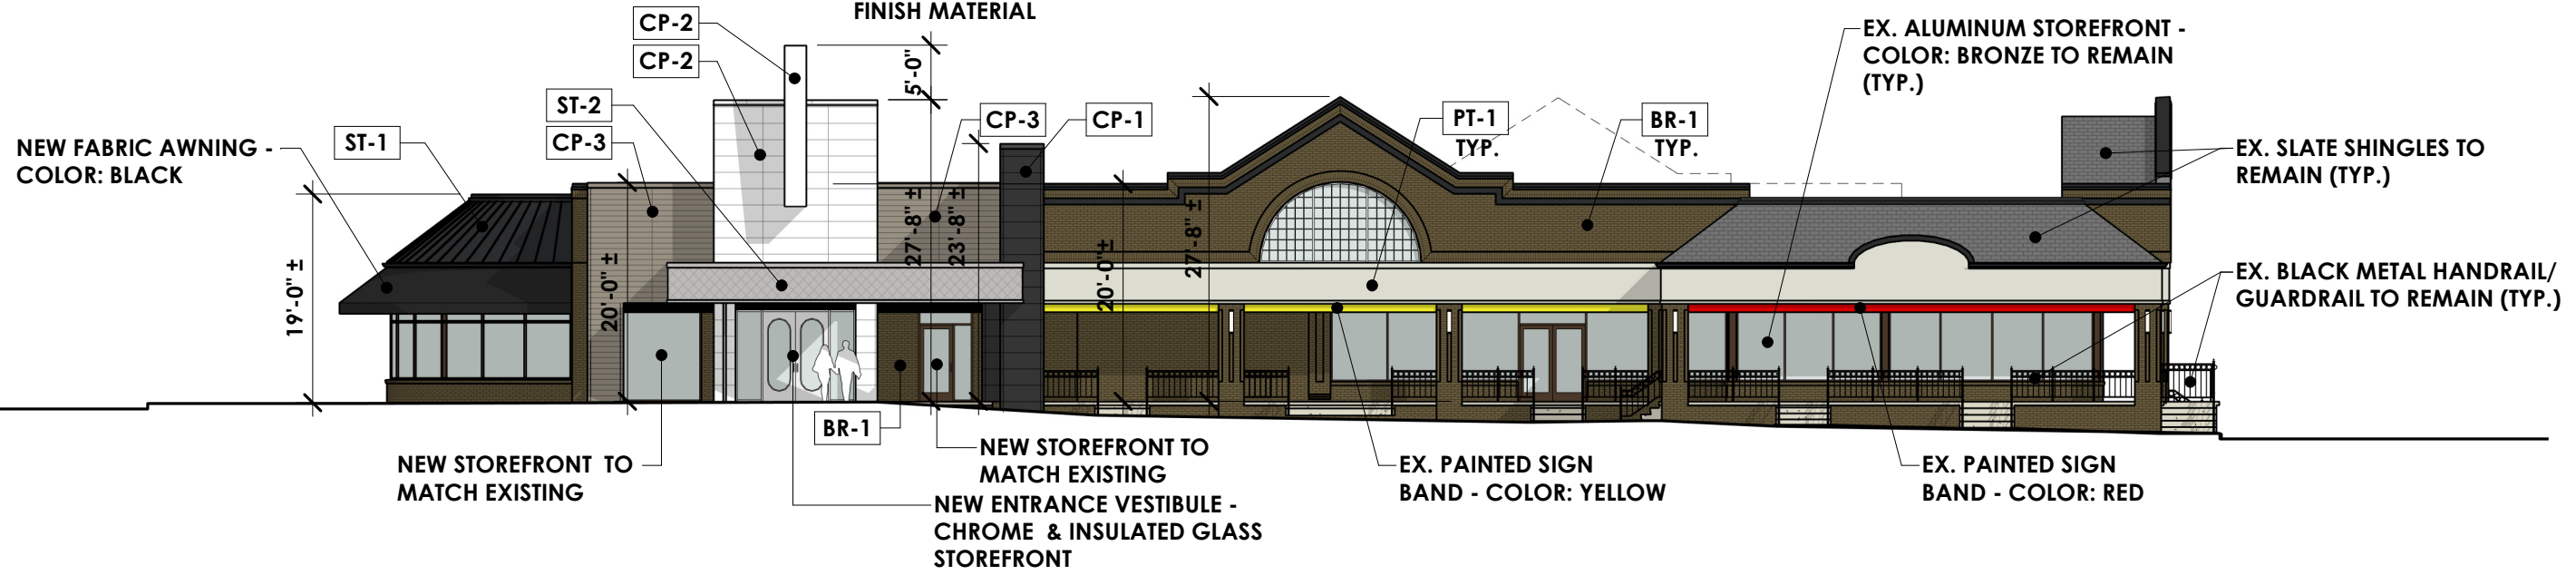 FINISH MATERIAL
CP-2
CP-2
ST-2
CP-3
ST-1
NEW FABRIC AWNING -
COLOR: BLACK
5'-0"
CP-3
CP-1
PT-1
TYP.
BR-1
TYP.
EX. ALUMINUM STOREFRONT -
COLOR: BRONZE TO REMAIN
(TYP.)
EX. SLATE SHINGLES TO
REMAIN (TYP.)
EX. BLACK METAL HANDRAIL/
GUARDRAIL TO REMAIN (TYP.)
19'-0" ±
20'-0" ±
27'-8" ±
23'-8" ±
20'-0"±
27'-8" ±
BR-1
NEW STOREFRONT TO
MATCH EXISTING
NEW STOREFRONT TO
MATCH EXISTING
NEW ENTRANCE VESTIBULE -
CHROME & INSULATED GLASS
STOREFRONT
EX. PAINTED SIGN
BAND - COLOR: YELLOW
EX. PAINTED SIGN
BAND - COLOR: RED